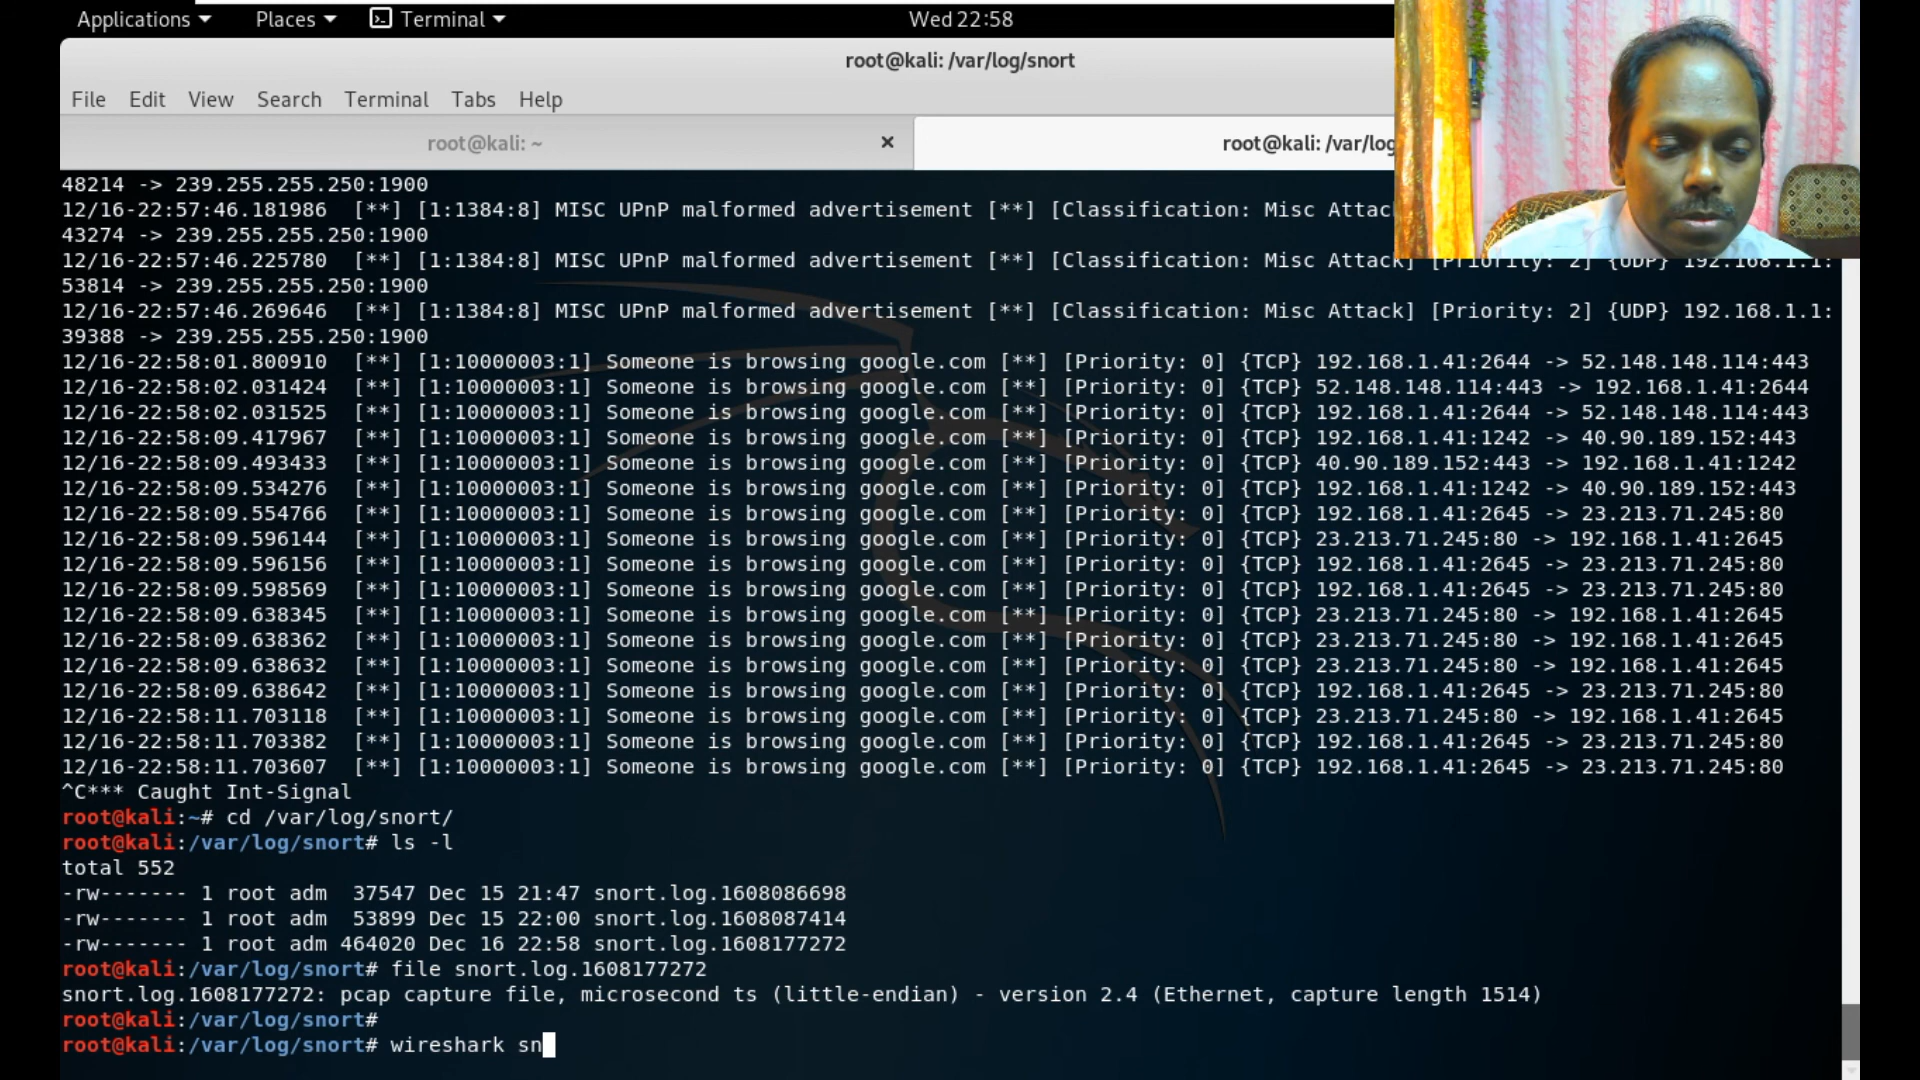 Applications Places Terminal Wed 22:58
root@kali: /var/log/snort
File Edit View Search Terminal Tabs Help
root@kali: ~ × root@kali: /var/log
48214 -> 239.255.255.250:1900
12/16-22:57:46.181986 [**] [1:1384:8] MISC UPnP malformed advertisement [**] [Classification: Misc Attack
43274 -> 239.255.255.250:1900
12/16-22:57:46.225780 [**] [1:1384:8] MISC UPnP malformed advertisement [**] [Classification: Misc Attack] [Priority: 2] {UDP} 192.168.1.1:
53814 -> 239.255.255.250:1900
12/16-22:57:46.269646 [**] [1:1384:8] MISC UPnP malformed advertisement [**] [Classification: Misc Attack] [Priority: 2] {UDP} 192.168.1.1:
39388 -> 239.255.255.250:1900
12/16-22:58:01.800910 [**] [1:10000003:1] Someone is browsing google.com [**] [Priority: 0] {TCP} 192.168.1.41:2644 -> 52.148.148.114:443
12/16-22:58:02.031424 [**] [1:10000003:1] Someone is browsing google.com [**] [Priority: 0] {TCP} 52.148.148.114:443 -> 192.168.1.41:2644
12/16-22:58:02.031525 [**] [1:10000003:1] Someone is browsing google.com [**] [Priority: 0] {TCP} 192.168.1.41:2644 -> 52.148.148.114:443
12/16-22:58:09.417967 [**] [1:10000003:1] Someone is browsing google.com [**] [Priority: 0] {TCP} 192.168.1.41:1242 -> 40.90.189.152:443
12/16-22:58:09.493433 [**] [1:10000003:1] Someone is browsing google.com [**] [Priority: 0] {TCP} 40.90.189.152:443 -> 192.168.1.41:1242
12/16-22:58:09.534276 [**] [1:10000003:1] Someone is browsing google.com [**] [Priority: 0] {TCP} 192.168.1.41:1242 -> 40.90.189.152:443
12/16-22:58:09.554766 [**] [1:10000003:1] Someone is browsing google.com [**] [Priority: 0] {TCP} 192.168.1.41:2645 -> 23.213.71.245:80
12/16-22:58:09.596144 [**] [1:10000003:1] Someone is browsing google.com [**] [Priority: 0] {TCP} 23.213.71.245:80 -> 192.168.1.41:2645
12/16-22:58:09.596156 [**] [1:10000003:1] Someone is browsing google.com [**] [Priority: 0] {TCP} 192.168.1.41:2645 -> 23.213.71.245:80
12/16-22:58:09.598569 [**] [1:10000003:1] Someone is browsing google.com [**] [Priority: 0] {TCP} 192.168.1.41:2645 -> 23.213.71.245:80
12/16-22:58:09.638345 [**] [1:10000003:1] Someone is browsing google.com [**] [Priority: 0] {TCP} 23.213.71.245:80 -> 192.168.1.41:2645
12/16-22:58:09.638362 [**] [1:10000003:1] Someone is browsing google.com [**] [Priority: 0] {TCP} 23.213.71.245:80 -> 192.168.1.41:2645
12/16-22:58:09.638632 [**] [1:10000003:1] Someone is browsing google.com [**] [Priority: 0] {TCP} 23.213.71.245:80 -> 192.168.1.41:2645
12/16-22:58:09.638642 [**] [1:10000003:1] Someone is browsing google.com [**] [Priority: 0] {TCP} 192.168.1.41:2645 -> 23.213.71.245:80
12/16-22:58:11.703118 [**] [1:10000003:1] Someone is browsing google.com [**] [Priority: 0] {TCP} 23.213.71.245:80 -> 192.168.1.41:2645
12/16-22:58:11.703382 [**] [1:10000003:1] Someone is browsing google.com [**] [Priority: 0] {TCP} 192.168.1.41:2645 -> 23.213.71.245:80
12/16-22:58:11.703607 [**] [1:10000003:1] Someone is browsing google.com [**] [Priority: 0] {TCP} 192.168.1.41:2645 -> 23.213.71.245:80
^C*** Caught Int-Signal
root@kali:~# cd /var/log/snort/
root@kali:/var/log/snort# ls -l
total 552
-rw------- 1 root adm 37547 Dec 15 21:47 snort.log.1608086698
-rw------- 1 root adm 53899 Dec 15 22:00 snort.log.1608087414
-rw------- 1 root adm 464020 Dec 16 22:58 snort.log.1608177272
root@kali:/var/log/snort# file snort.log.1608177272
snort.log.1608177272: pcap capture file, microsecond ts (little-endian) - version 2.4 (Ethernet, capture length 1514)
root@kali:/var/log/snort#
root@kali:/var/log/snort# wireshark sn